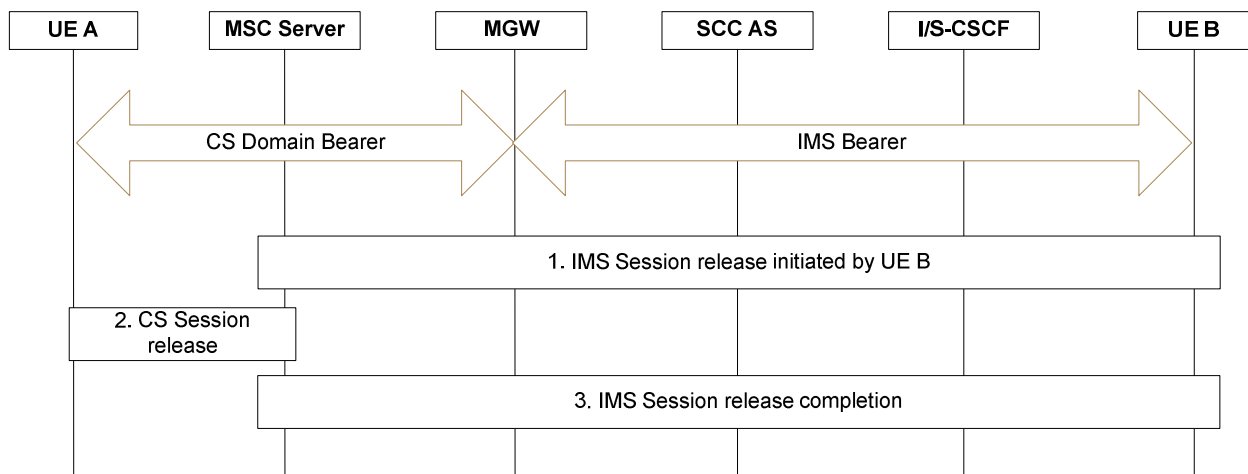 UE A
MSC Server
MGW
SCC AS
I/S-CSCF
UE B
CS Domain Bearer
IMS Bearer
1. IMS Session release initiated by UE B
2. CS Session
release
3. IMS Session release completion